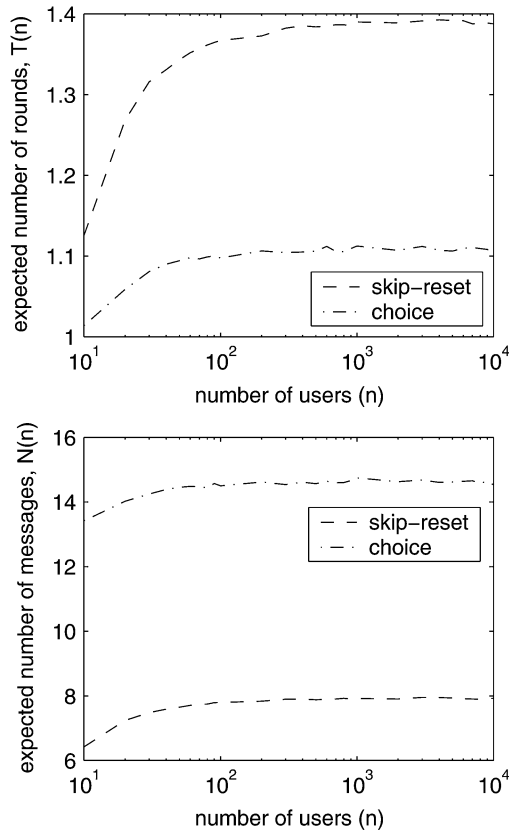 expected number of rounds, T(n)
1.4
1.3
1.2
1.1
1
skip-reset
choice
10^1
10^2
10^3
10^4
number of users (n)
expected number of messages, N(n)
16
14
12
10
8
6
skip-reset
choice
10^1
10^2
10^3
10^4
number of users (n)